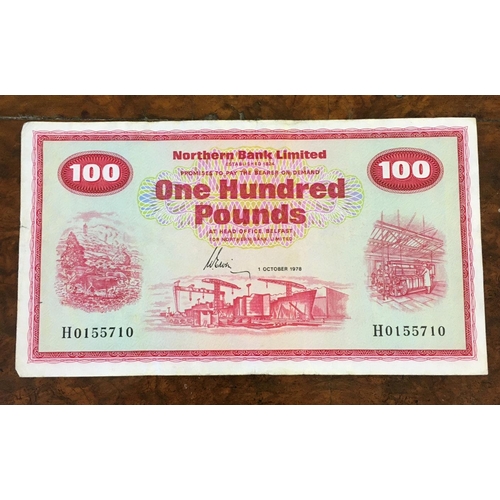 100
100
Northern Bank Limited
ESTABLISHED 1824
PROMISES TO PAY THE BEARER ON DEMAND
One Hundred
Pounds
AT HEAD OFFICE, BELFAST
FOR NORTHERN BANK LIMITED
1 OCTOBER 1978
H0155710
H0155710